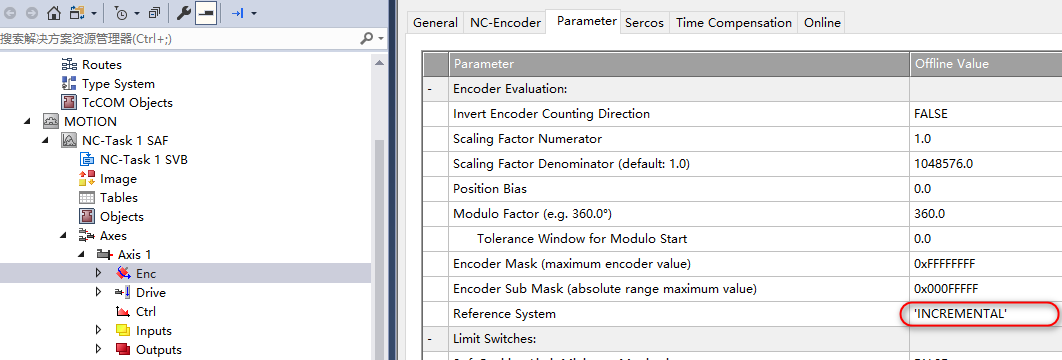 搜索解决方案资源管理器(Ctrl+;)
Routes
Type System
TcCOM Objects
MOTION
NC-Task 1 SAF
NC-Task 1 SVB
Image
Tables
Objects
Axes
Axis 1
Enc
Drive
Ctrl
Inputs
Outputs
General NC-Encoder Parameter Sercos Time Compensation Online
Parameter Offline Value
- Encoder Evaluation:
Invert Encoder Counting Direction FALSE
Scaling Factor Numerator 1.0
Scaling Factor Denominator (default: 1.0) 1048576.0
Position Bias 0.0
Modulo Factor (e.g. 360.0°) 360.0
Tolerance Window for Modulo Start 0.0
Encoder Mask (maximum encoder value) 0xFFFFFFFF
Encoder Sub Mask (absolute range maximum value) 0x000FFFFF
Reference System 'INCREMENTAL'
- Limit Switches: